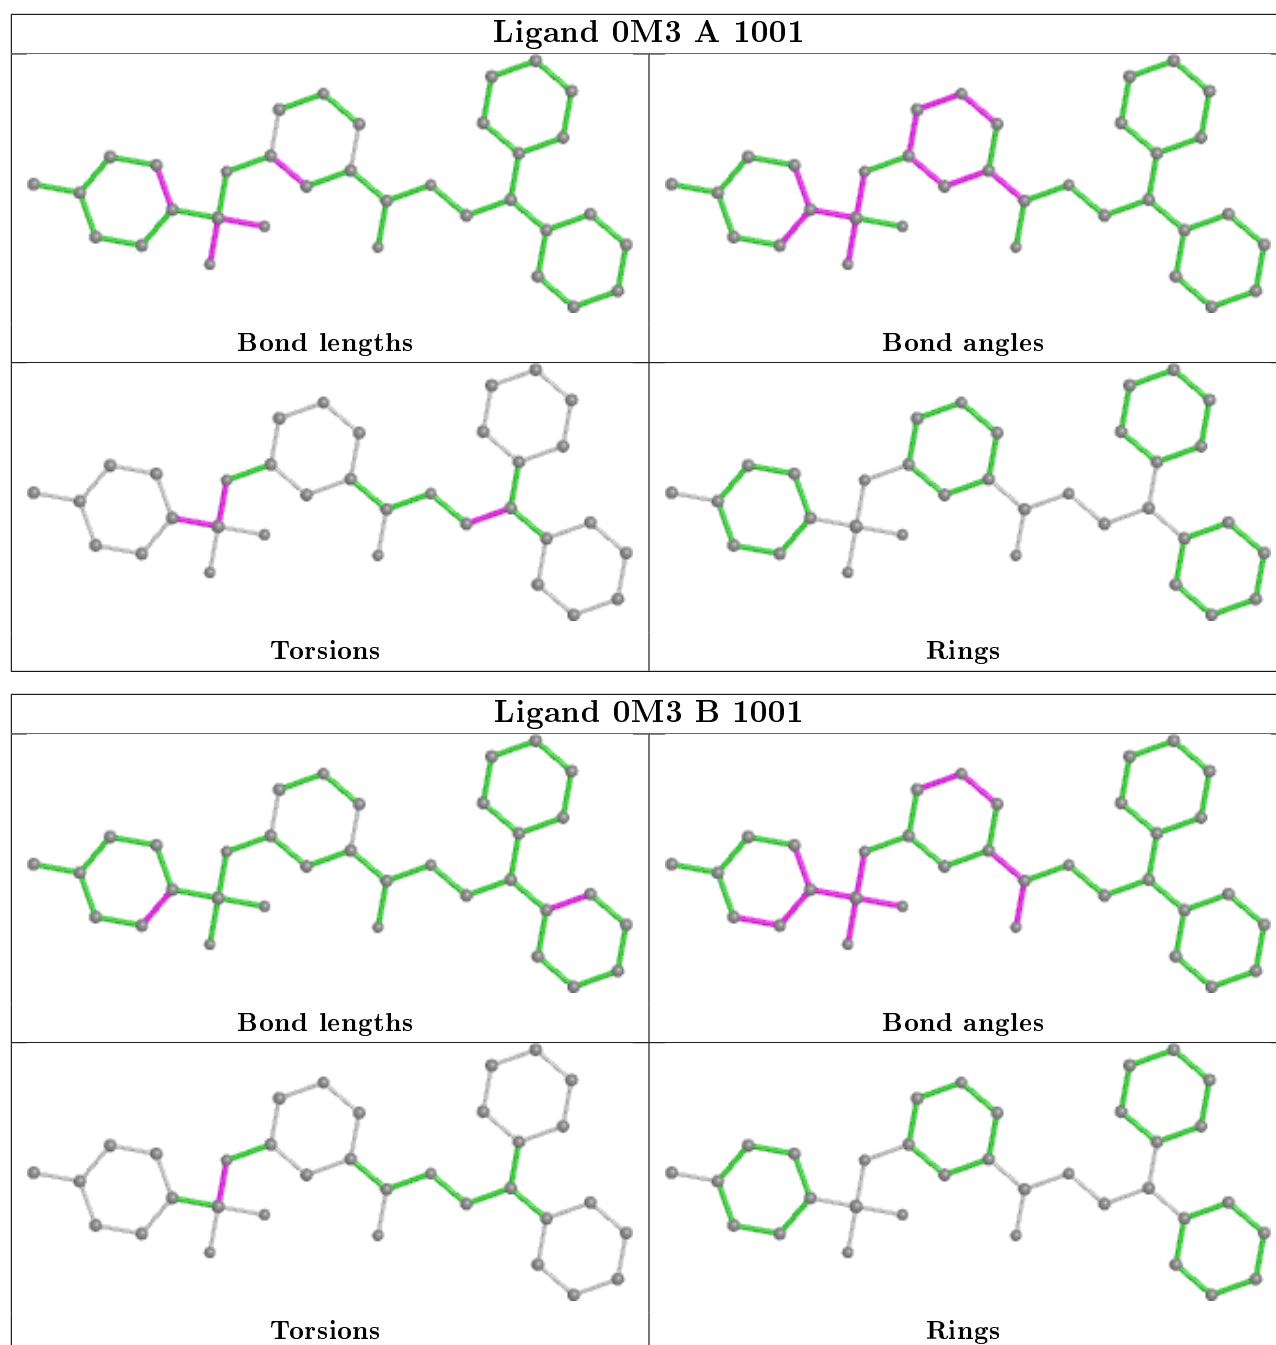 Ligand 0M3 A 1001
Bond lengths
Bond angles
Torsions
Rings
Ligand 0M3 B 1001
Bond lengths
Bond angles
Torsions
Rings